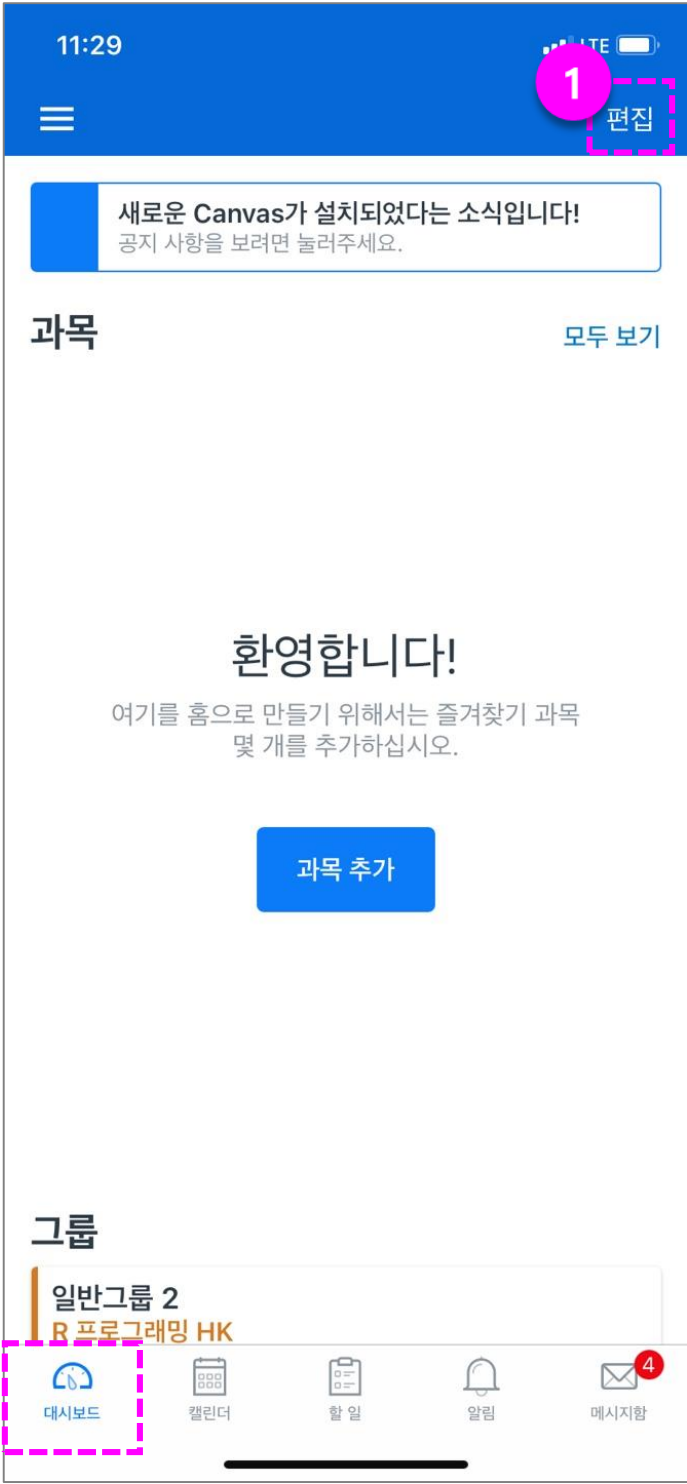 11:29
LTE
1
편집
새로운 Canvas가 설치되었다는 소식입니다!
공지 사항을 보려면 눌러주세요.
과목
모두 보기
환영합니다!
여기를 홈으로 만들기 위해서는 즐겨찾기 과목
몇 개를 추가하십시오.
과목 추가
그룹
일반그룹 2
R 프로그래밍 HK
4
대시보드 캘린더 할 일 알림 메시지함